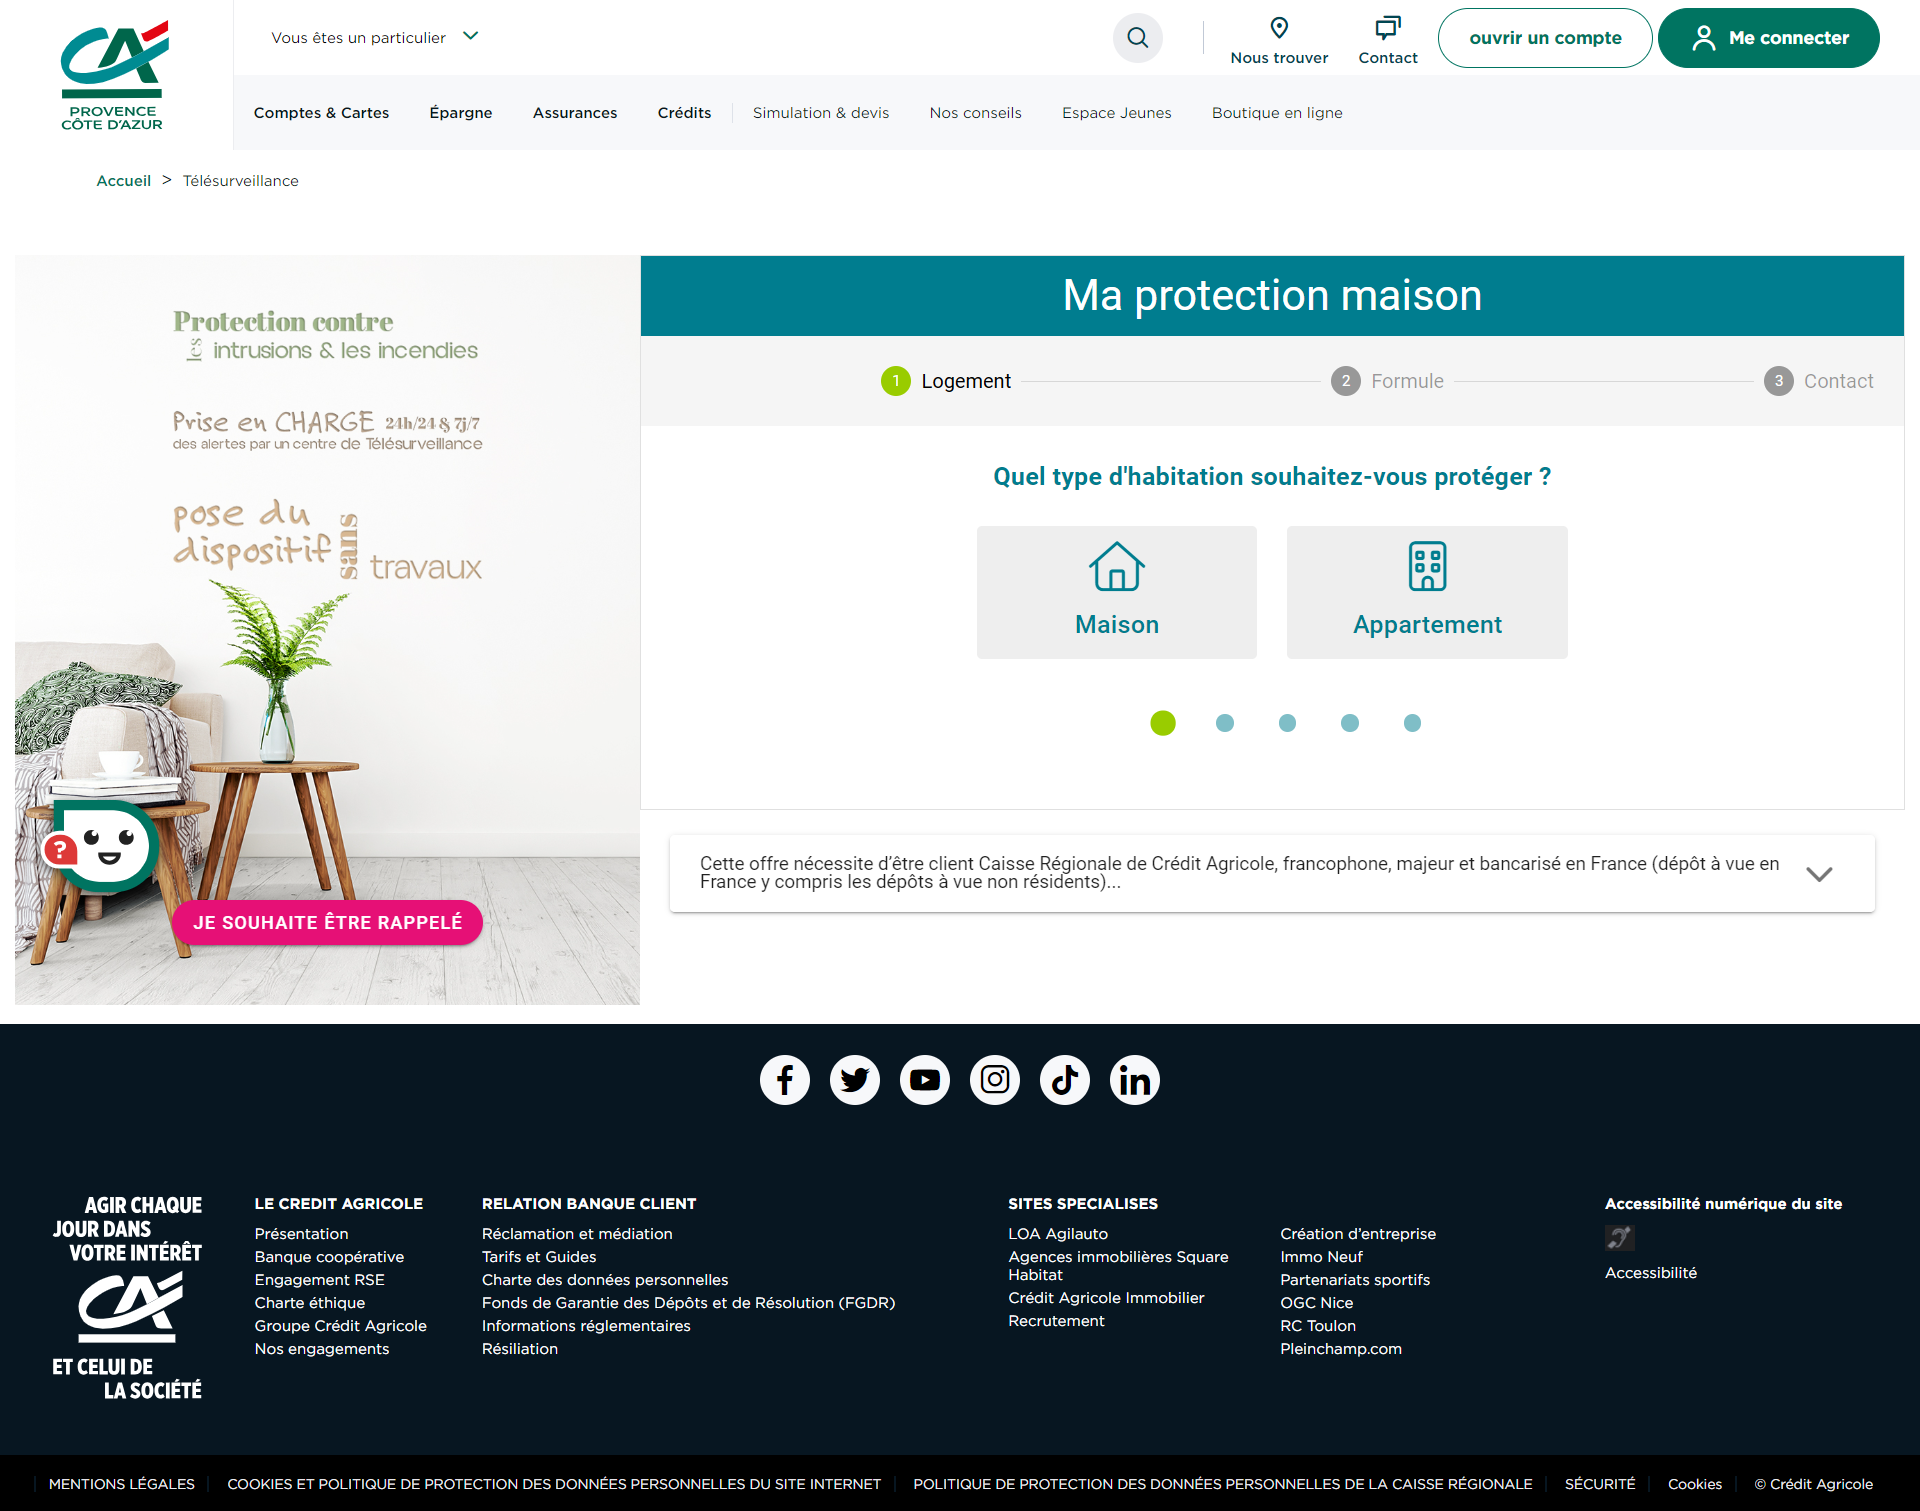 PROVENCE
CÔTE D'AZUR
Vous êtes un particulier
Nous trouver
Contact
ouvrir un compte
Me connecter
Comptes & Cartes
Épargne
Assurances
Crédits
Simulation & devis
Nos conseils
Espace Jeunes
Boutique en ligne
Accueil > Télésurveillance
Protection contre
les intrusions & les incendies
Prise en CHARGE 24h/24 & 7j/7
des alertes par un centre de Télésurveillance
pose du
dispositif sans travaux
?
JE SOUHAITE ÊTRE RAPPELÉ
Ma protection maison
1 Logement
2 Formule
3 Contact
Quel type d'habitation souhaitez-vous protéger ?
Maison
Appartement
Cette offre nécessite d’être client Caisse Régionale de Crédit Agricole, francophone, majeur et bancarisé en France (dépôt à vue en
France y compris les dépôts à vue non résidents)...
AGIR CHAQUE
JOUR DANS
VOTRE INTÉRÊT
ET CELUI DE
LA SOCIÉTÉ
LE CREDIT AGRICOLE
Présentation
Banque coopérative
Engagement RSE
Charte éthique
Groupe Crédit Agricole
Nos engagements
RELATION BANQUE CLIENT
Réclamation et médiation
Tarifs et Guides
Charte des données personnelles
Fonds de Garantie des Dépôts et de Résolution (FGDR)
Informations réglementaires
Résiliation
SITES SPECIALISES
LOA Agilauto
Agences immobilières Square
Habitat
Crédit Agricole Immobilier
Recrutement
Création d’entreprise
Immo Neuf
Partenariats sportifs
OGC Nice
RC Toulon
Pleinchamp.com
Accessibilité numérique du site
Accessibilité
MENTIONS LÉGALES
COOKIES ET POLITIQUE DE PROTECTION DES DONNÉES PERSONNELLES DU SITE INTERNET
POLITIQUE DE PROTECTION DES DONNÉES PERSONNELLES DE LA CAISSE RÉGIONALE
SÉCURITÉ
Cookies
© Crédit Agricole